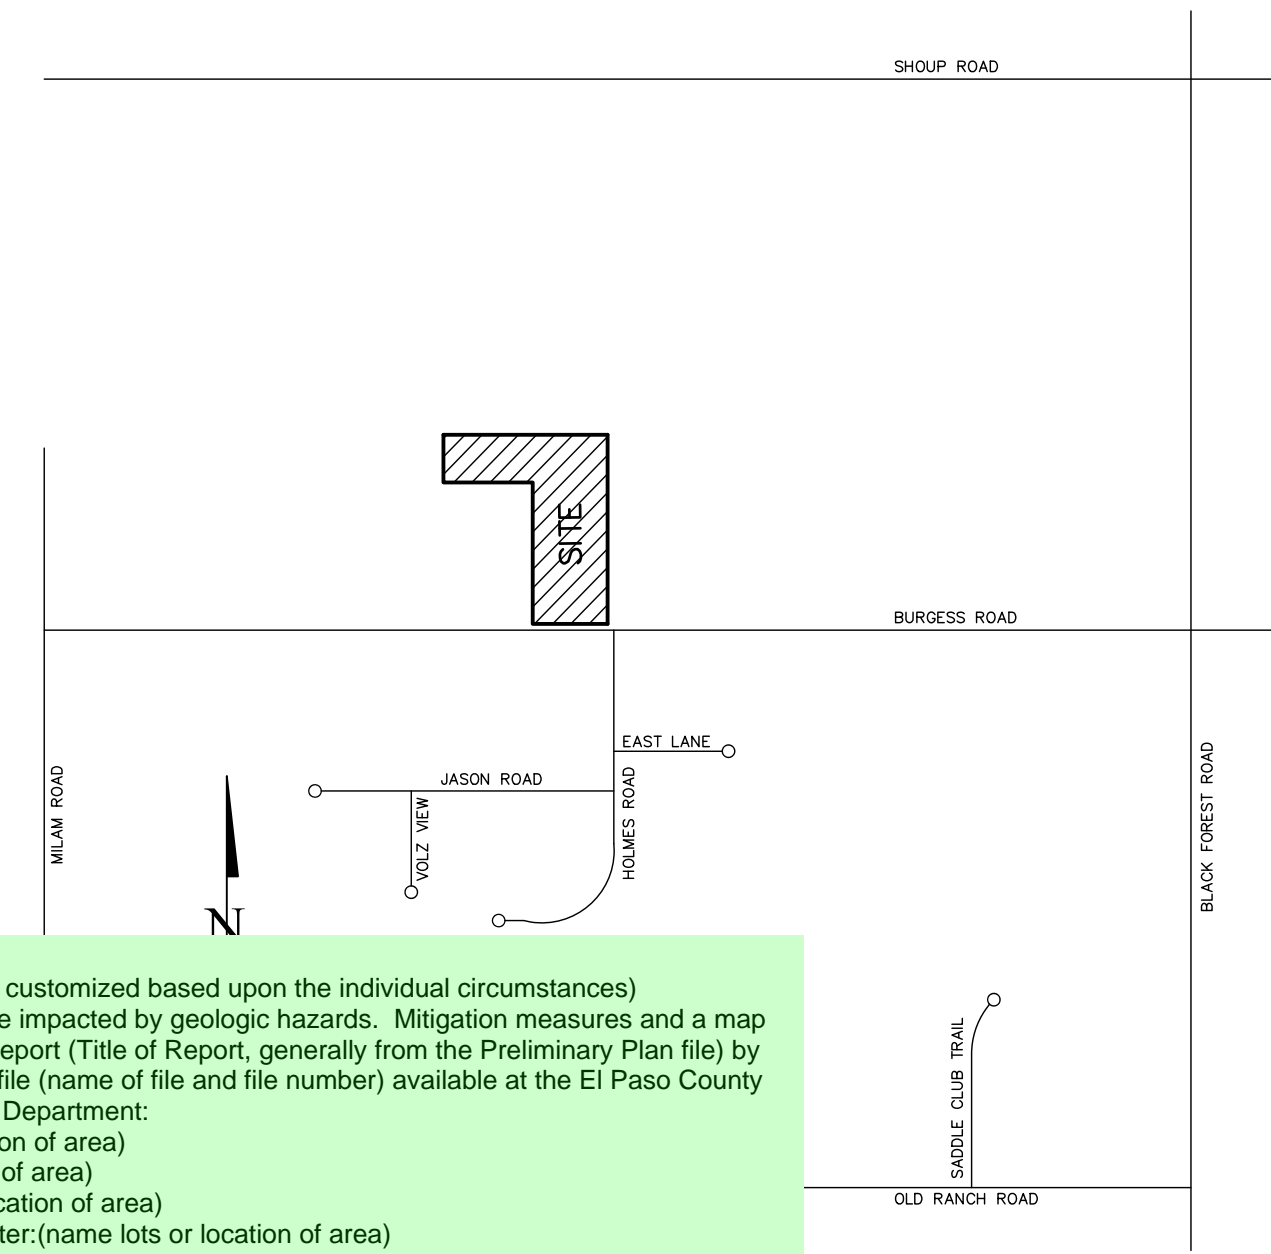 SHOUP ROAD
SITE
BURGESS ROAD
EAST LANE
JASON ROAD
MILAM ROAD
VOLZ VIEW
HOLMES ROAD
BLACK FOREST ROAD
N
customized based upon the individual circumstances)
e impacted by geologic hazards. Mitigation measures and a map
eport (Title of Report, generally from the Preliminary Plan file) by
file (name of file and file number) available at the El Paso County
Department:
on of area)
of area)
cation of area)
ter:(name lots or location of area)
SADDLE CLUB TRAIL
OLD RANCH ROAD